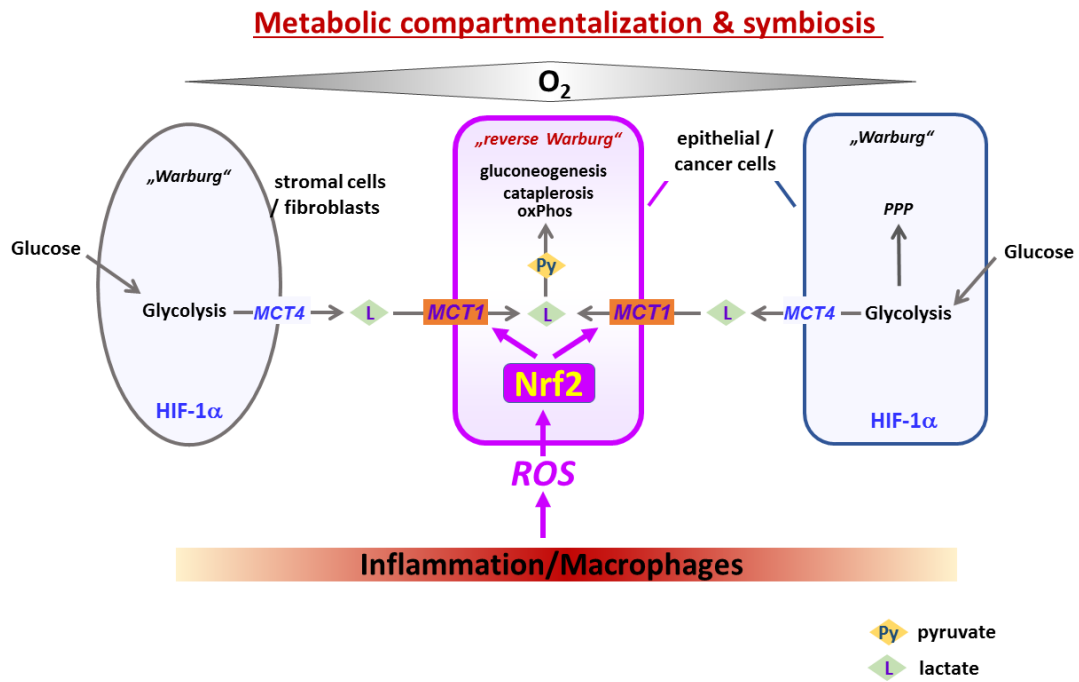 Metabolic compartmentalization & symbiosis
O2
„Warburg“
stromal cells
/ fibroblasts
Glucose
Glycolysis
MCT4
L
HIF-1α
„reverse Warburg“
gluconeogenesis
cataplerosis
oxPhos
Py
MCT1
L
MCT1
Nrf2
epithelial /
cancer cells
L
MCT4
„Warburg“
PPP
Glucose
Glycolysis
HIF-1α
ROS
Inflammation/Macrophages
Py pyruvate
L lactate